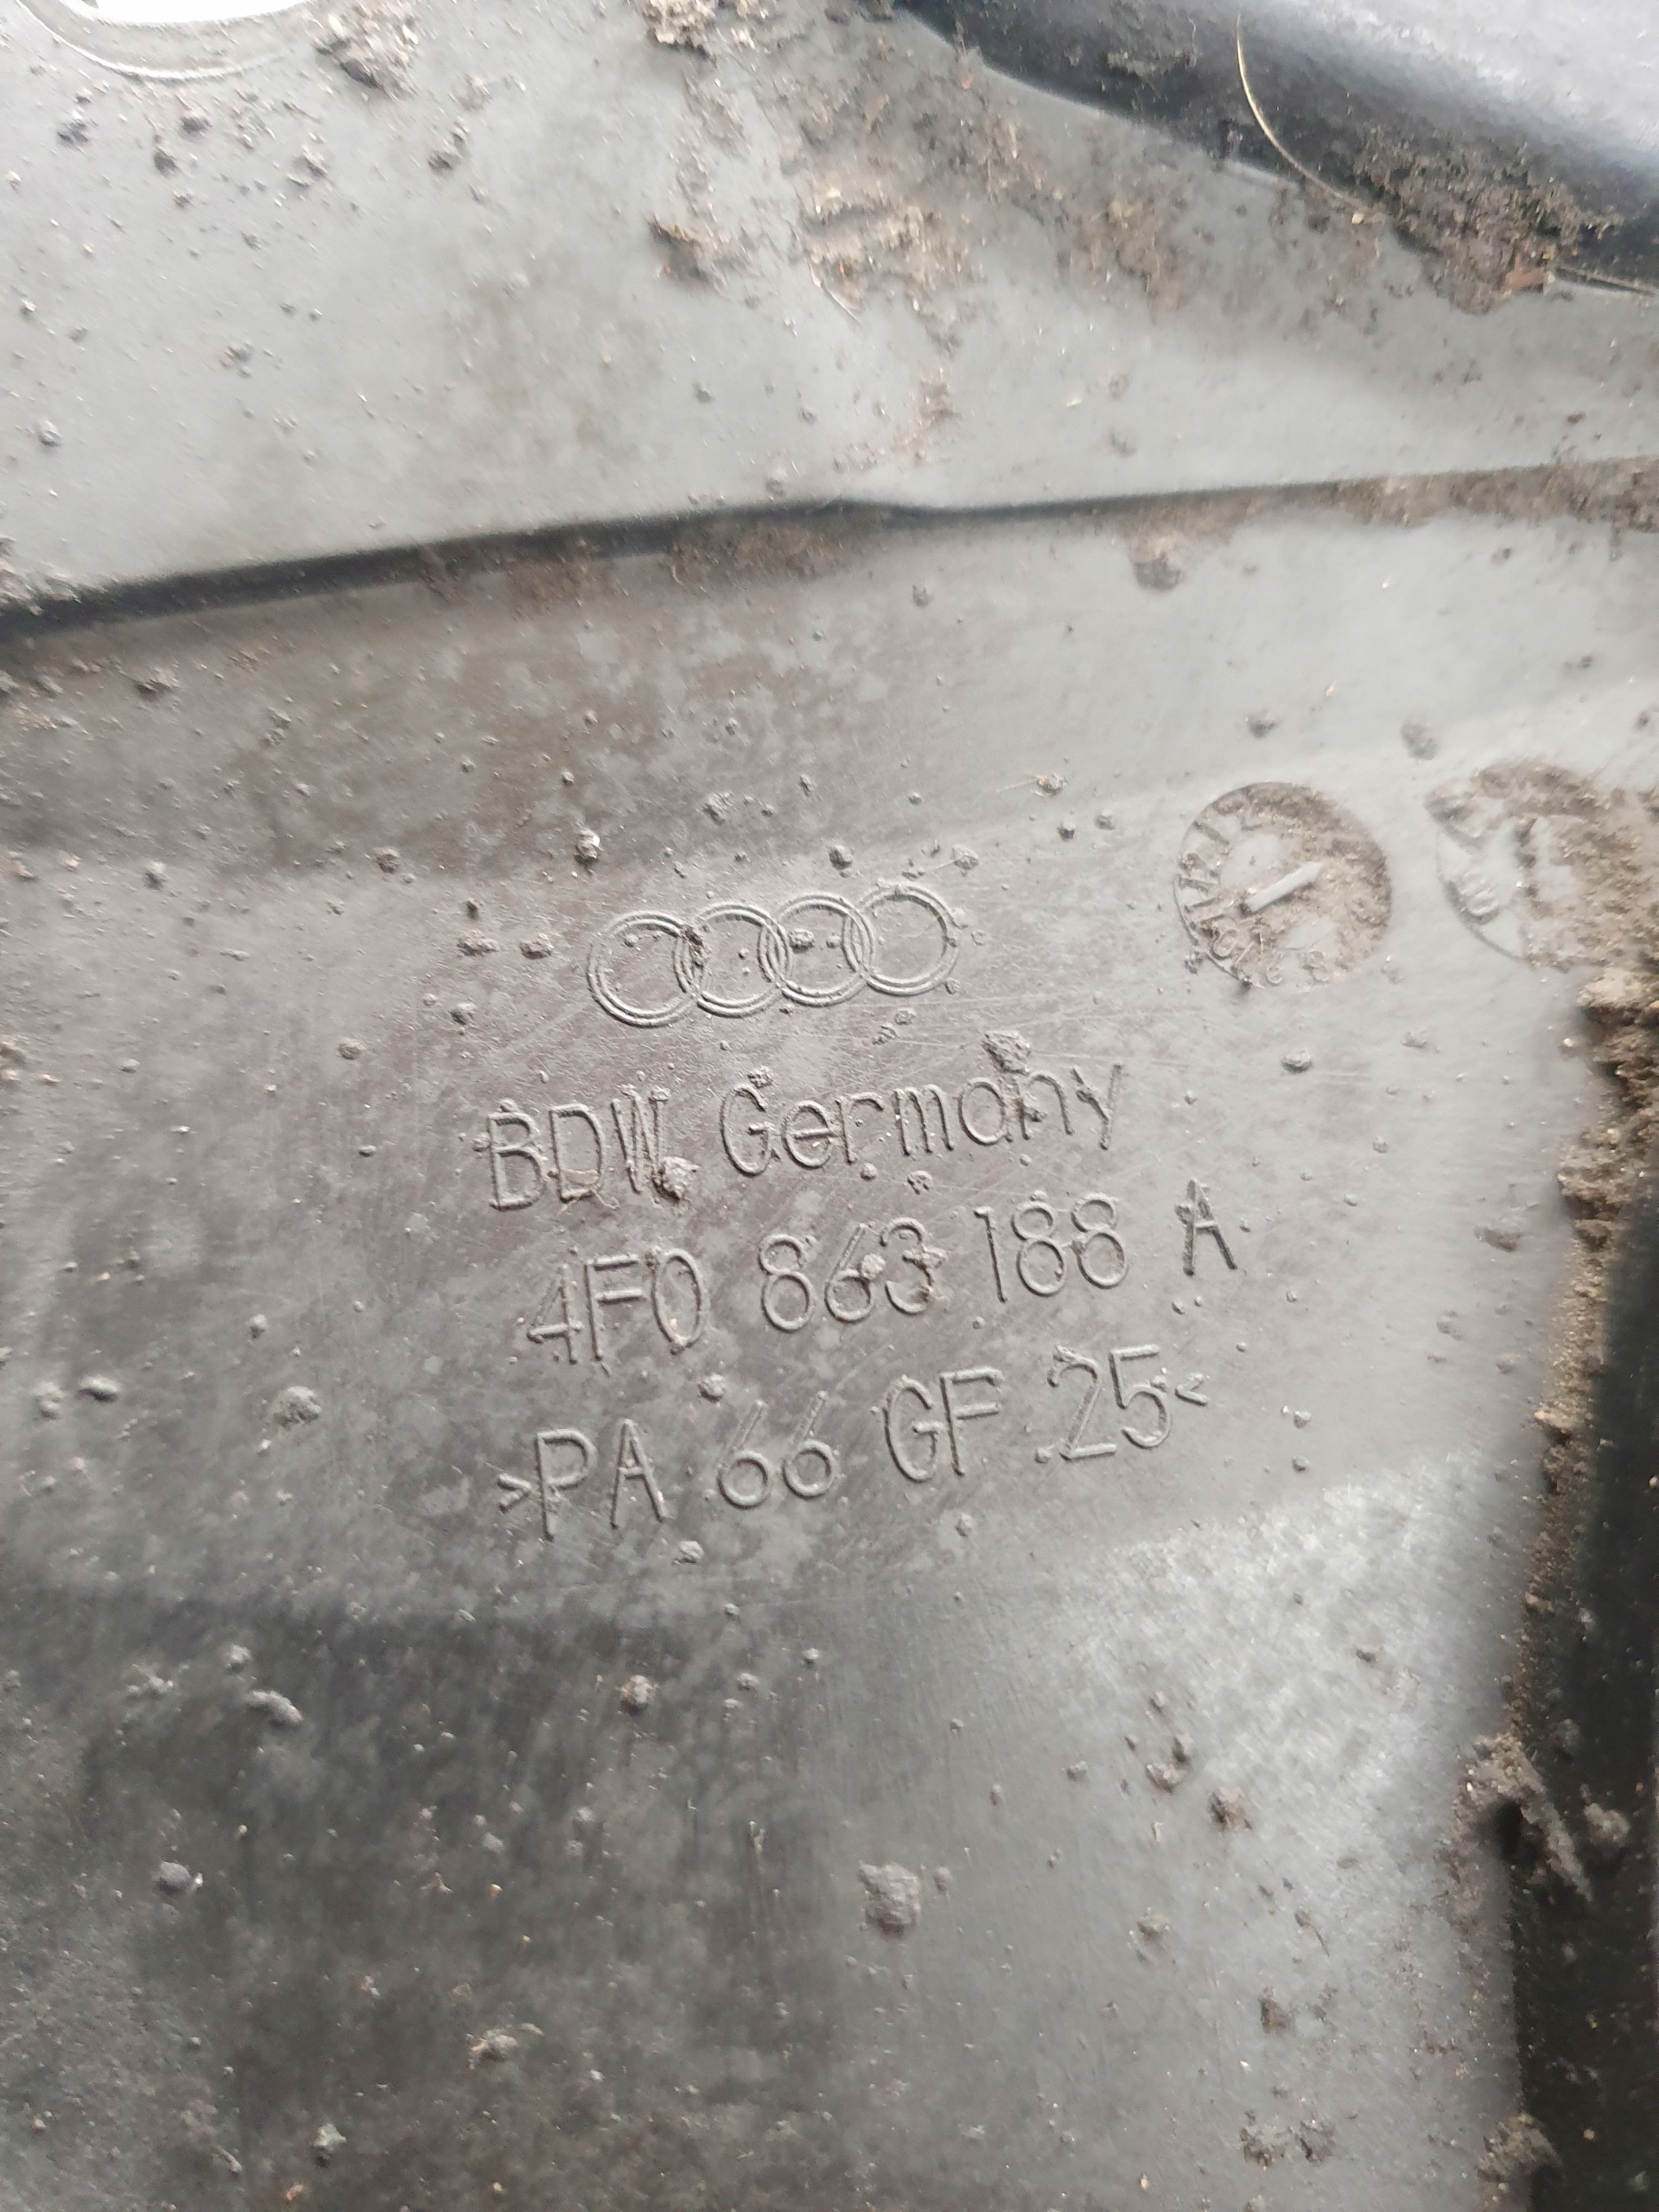 BDW Germany
4F0 863 188 A
>PA 66 GF 25<